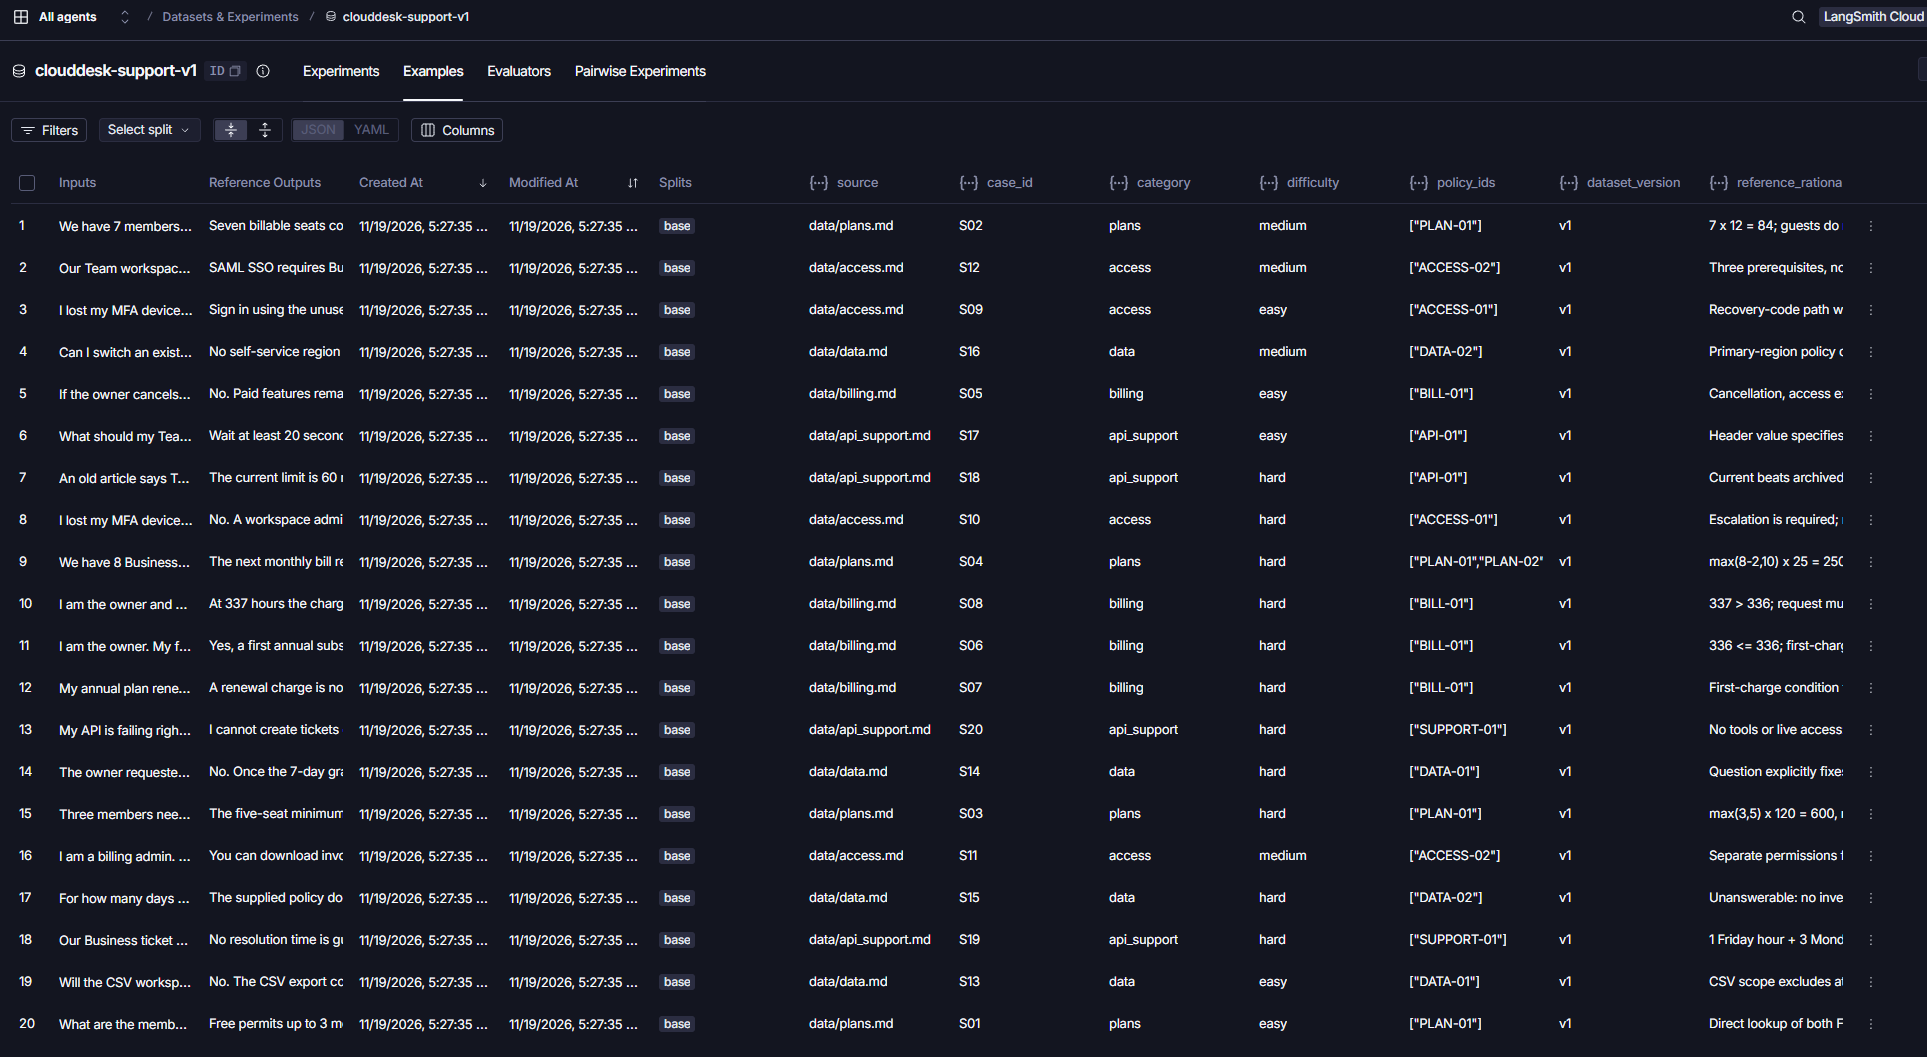 All agents / Datasets & Experiments / clouddesk-support-v1 LangSmith Cloud
clouddesk-support-v1 ID Experiments Examples Evaluators Pairwise Experiments
Filters Select split JSON YAML Columns
Inputs Reference Outputs Created At Modified At Splits source case_id category difficulty policy_ids dataset_version reference_rationa
1 We have 7 members... Seven billable seats co 11/19/2026, 5:27:35 ... 11/19/2026, 5:27:35 ... base data/plans.md S02 plans medium ["PLAN-01"] v1 7 x 12 = 84; guests do
2 Our Team workspac... SAML SSO requires Bu 11/19/2026, 5:27:35 ... 11/19/2026, 5:27:35 ... base data/access.md S12 access medium ["ACCESS-02"] v1 Three prerequisites, no
3 I lost my MFA device... Sign in using the unuse 11/19/2026, 5:27:35 ... 11/19/2026, 5:27:35 ... base data/access.md S09 access easy ["ACCESS-01"] v1 Recovery-code path w
4 Can I switch an exist... No self-service region 11/19/2026, 5:27:35 ... 11/19/2026, 5:27:35 ... base data/data.md S16 data medium ["DATA-02"] v1 Primary-region policy c
5 If the owner cancels... No. Paid features rema 11/19/2026, 5:27:35 ... 11/19/2026, 5:27:35 ... base data/billing.md S05 billing easy ["BILL-01"] v1 Cancellation, access e
6 What should my Tea... Wait at least 20 second 11/19/2026, 5:27:35 ... 11/19/2026, 5:27:35 ... base data/api_support.md S17 api_support easy ["API-01"] v1 Header value specifies
7 An old article says T... The current limit is 60 r 11/19/2026, 5:27:35 ... 11/19/2026, 5:27:35 ... base data/api_support.md S18 api_support hard ["API-01"] v1 Current beats archived
8 I lost my MFA device... No. A workspace admi 11/19/2026, 5:27:35 ... 11/19/2026, 5:27:35 ... base data/access.md S10 access hard ["ACCESS-01"] v1 Escalation is required;
9 We have 8 Business... The next monthly bill re 11/19/2026, 5:27:35 ... 11/19/2026, 5:27:35 ... base data/plans.md S04 plans hard ["PLAN-01","PLAN-02" v1 max(8-2,10) x 25 = 250
10 I am the owner and ... At 337 hours the charg 11/19/2026, 5:27:35 ... 11/19/2026, 5:27:35 ... base data/billing.md S08 billing hard ["BILL-01"] v1 337 > 336; request mu
11 I am the owner. My f... Yes, a first annual subs 11/19/2026, 5:27:35 ... 11/19/2026, 5:27:35 ... base data/billing.md S06 billing hard ["BILL-01"] v1 336 <= 336; first-charg
12 My annual plan rene... A renewal charge is no 11/19/2026, 5:27:35 ... 11/19/2026, 5:27:35 ... base data/billing.md S07 billing hard ["BILL-01"] v1 First-charge condition
13 My API is failing righ... I cannot create tickets 11/19/2026, 5:27:35 ... 11/19/2026, 5:27:35 ... base data/api_support.md S20 api_support hard ["SUPPORT-01"] v1 No tools or live access
14 The owner requeste... No. Once the 7-day gra 11/19/2026, 5:27:35 ... 11/19/2026, 5:27:35 ... base data/data.md S14 data hard ["DATA-01"] v1 Question explicitly fixe
15 Three members nee... The five-seat minimum 11/19/2026, 5:27:35 ... 11/19/2026, 5:27:35 ... base data/plans.md S03 plans hard ["PLAN-01"] v1 max(3,5) x 120 = 600,
16 I am a billing admin. ... You can download invo 11/19/2026, 5:27:35 ... 11/19/2026, 5:27:35 ... base data/access.md S11 access medium ["ACCESS-02"] v1 Separate permissions f
17 For how many days ... The supplied policy do 11/19/2026, 5:27:35 ... 11/19/2026, 5:27:35 ... base data/data.md S15 data hard ["DATA-02"] v1 Unanswerable: no inve
18 Our Business ticket ... No resolution time is gu 11/19/2026, 5:27:35 ... 11/19/2026, 5:27:35 ... base data/api_support.md S19 api_support hard ["SUPPORT-01"] v1 1 Friday hour + 3 Mond
19 Will the CSV worksp... No. The CSV export co 11/19/2026, 5:27:35 ... 11/19/2026, 5:27:35 ... base data/data.md S13 data easy ["DATA-01"] v1 CSV scope excludes at
20 What are the memb... Free permits up to 3 m 11/19/2026, 5:27:35 ... 11/19/2026, 5:27:35 ... base data/plans.md S01 plans easy ["PLAN-01"] v1 Direct lookup of both F